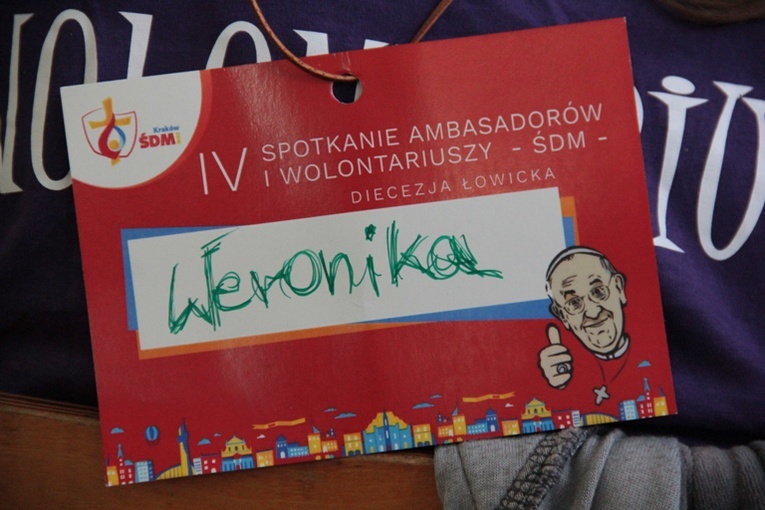 Kraków
ŚDM
IV SPOTKANIE AMBASADORÓW
I WOLONTARIUSZY - ŚDM -
DIECEZJA ŁOWICKA
Weronika